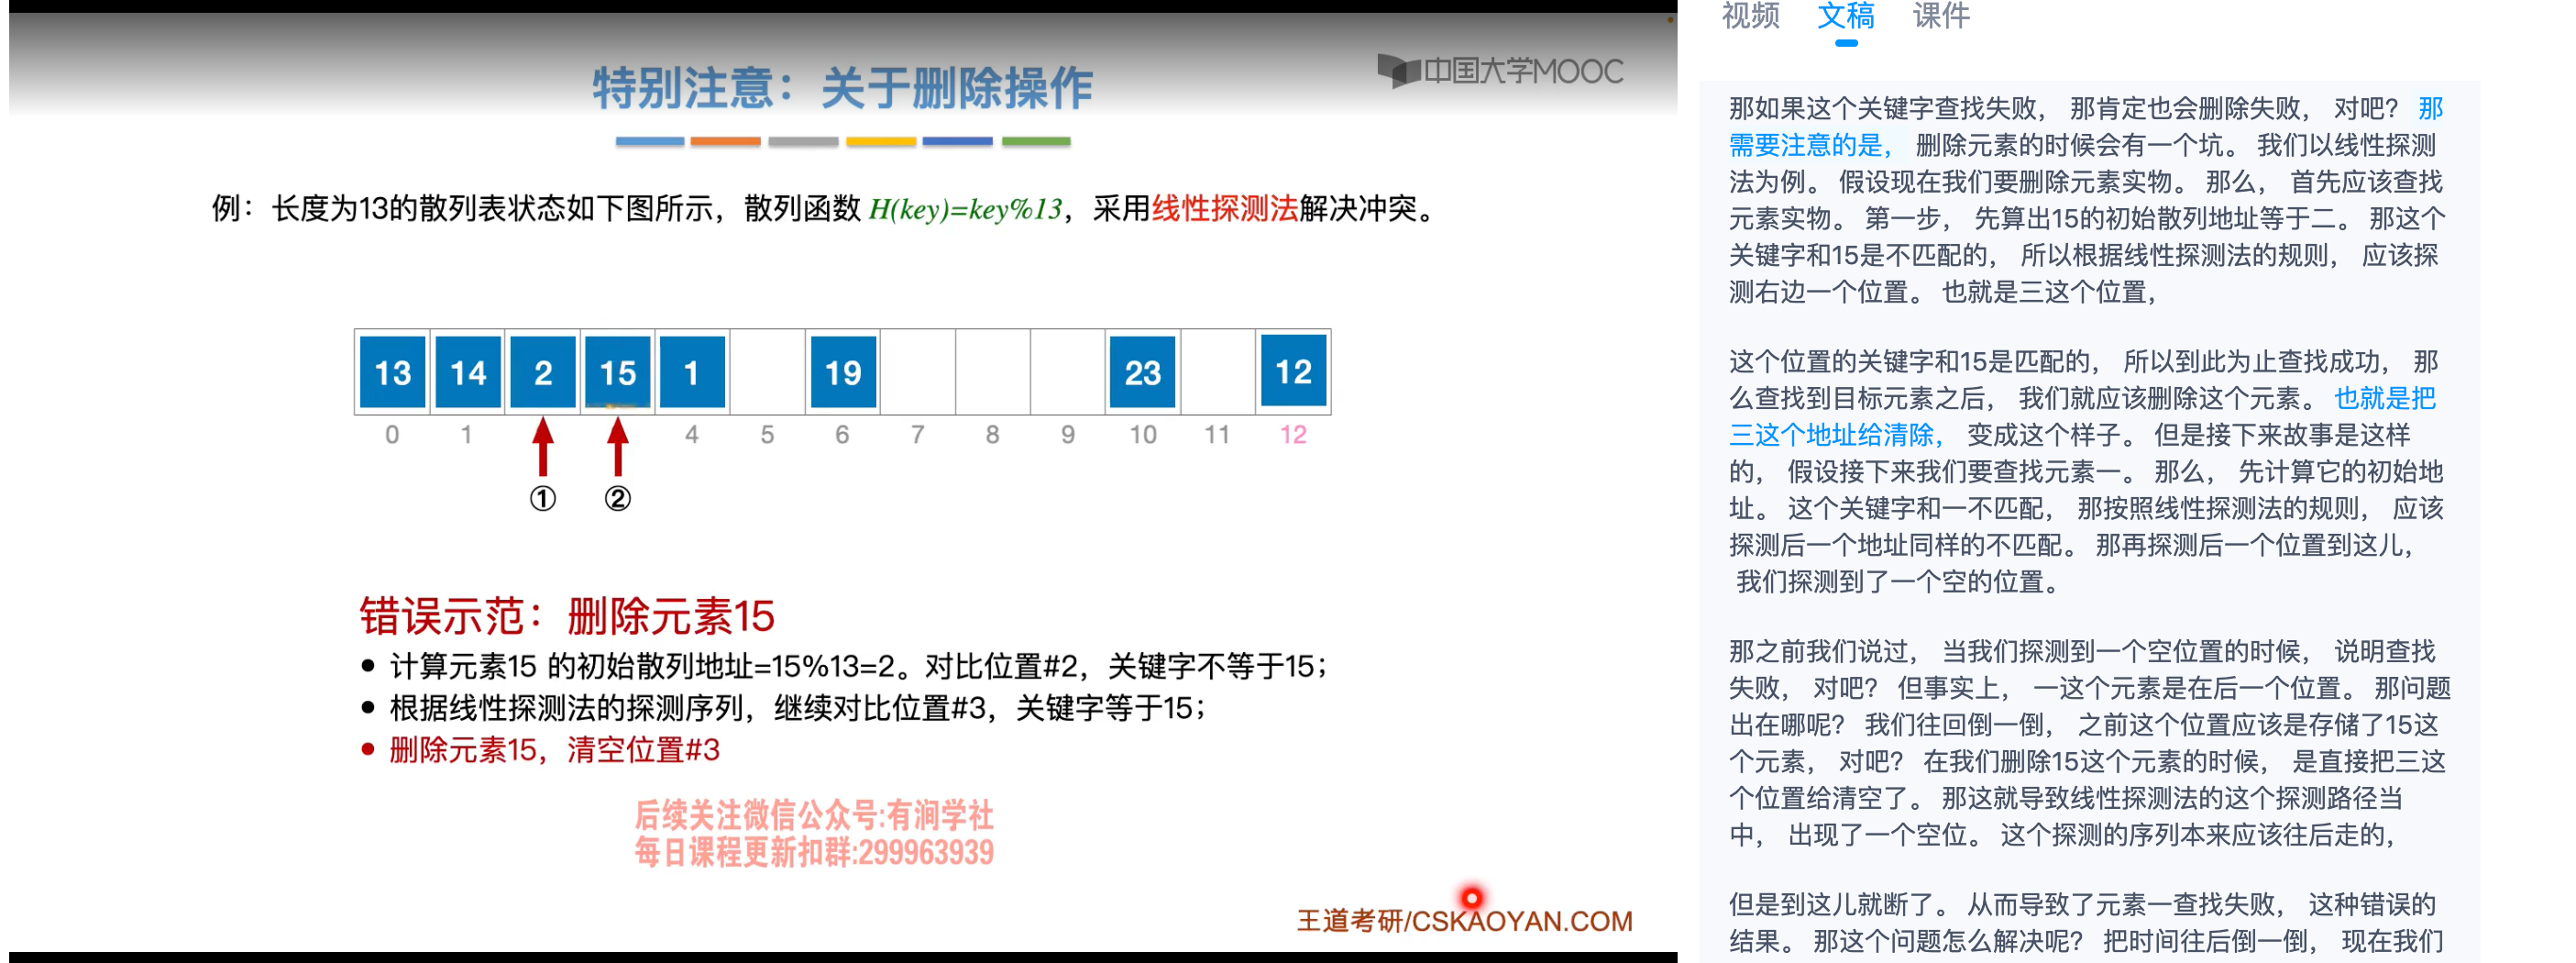 特别注意：关于删除操作
中国大学MOOC
例：长度为13的散列表状态如下图所示，散列函数 H(key)=key%13，采用线性探测法解决冲突。
13 14 2 15 1 19 23 12
0 1 4 5 6 7 8 9 10 11 12
① ②
错误示范：删除元素15
• 计算元素15 的初始散列地址=15%13=2。对比位置#2，关键字不等于15；
• 根据线性探测法的探测序列，继续对比位置#3，关键字等于15；
• 删除元素15，清空位置#3
后续关注微信公众号:有涧学社
每日课程更新扣群:299963939
王道考研/CSKAOYAN.COM
视频 文稿 课件
那如果这个关键字查找失败， 那肯定也会删除失败， 对吧？ 那
需要注意的是， 删除元素的时候会有一个坑。 我们以线性探测
法为例。 假设现在我们要删除元素实物。 那么， 首先应该查找
元素实物。 第一步， 先算出15的初始散列地址等于二。 那这个
关键字和15是不匹配的， 所以根据线性探测法的规则， 应该探
测右边一个位置。 也就是三这个位置，
这个位置的关键字和15是匹配的， 所以到此为止查找成功， 那
么查找到目标元素之后， 我们就应该删除这个元素。 也就是把
三这个地址给清除， 变成这个样子。 但是接下来故事是这样
的， 假设接下来我们要查找元素一。 那么， 先计算它的初始地
址。 这个关键字和一不匹配， 那按照线性探测法的规则， 应该
探测后一个地址同样的不匹配。 那再探测后一个位置到这儿，
我们探测到了一个空的位置。
那之前我们说过， 当我们探测到一个空位置的时候， 说明查找
失败， 对吧？ 但事实上， 一这个元素是在后一个位置。 那问题
出在哪呢？ 我们往回倒一倒， 之前这个位置应该是存储了15这
个元素， 对吧？ 在我们删除15这个元素的时候， 是直接把三这
个位置给清空了。 那这就导致线性探测法的这个探测路径当
中， 出现了一个空位。 这个探测的序列本来应该往后走的，
但是到这儿就断了。 从而导致了元素一查找失败， 这种错误的
结果。 那这个问题怎么解决呢？ 把时间往后倒一倒， 现在我们